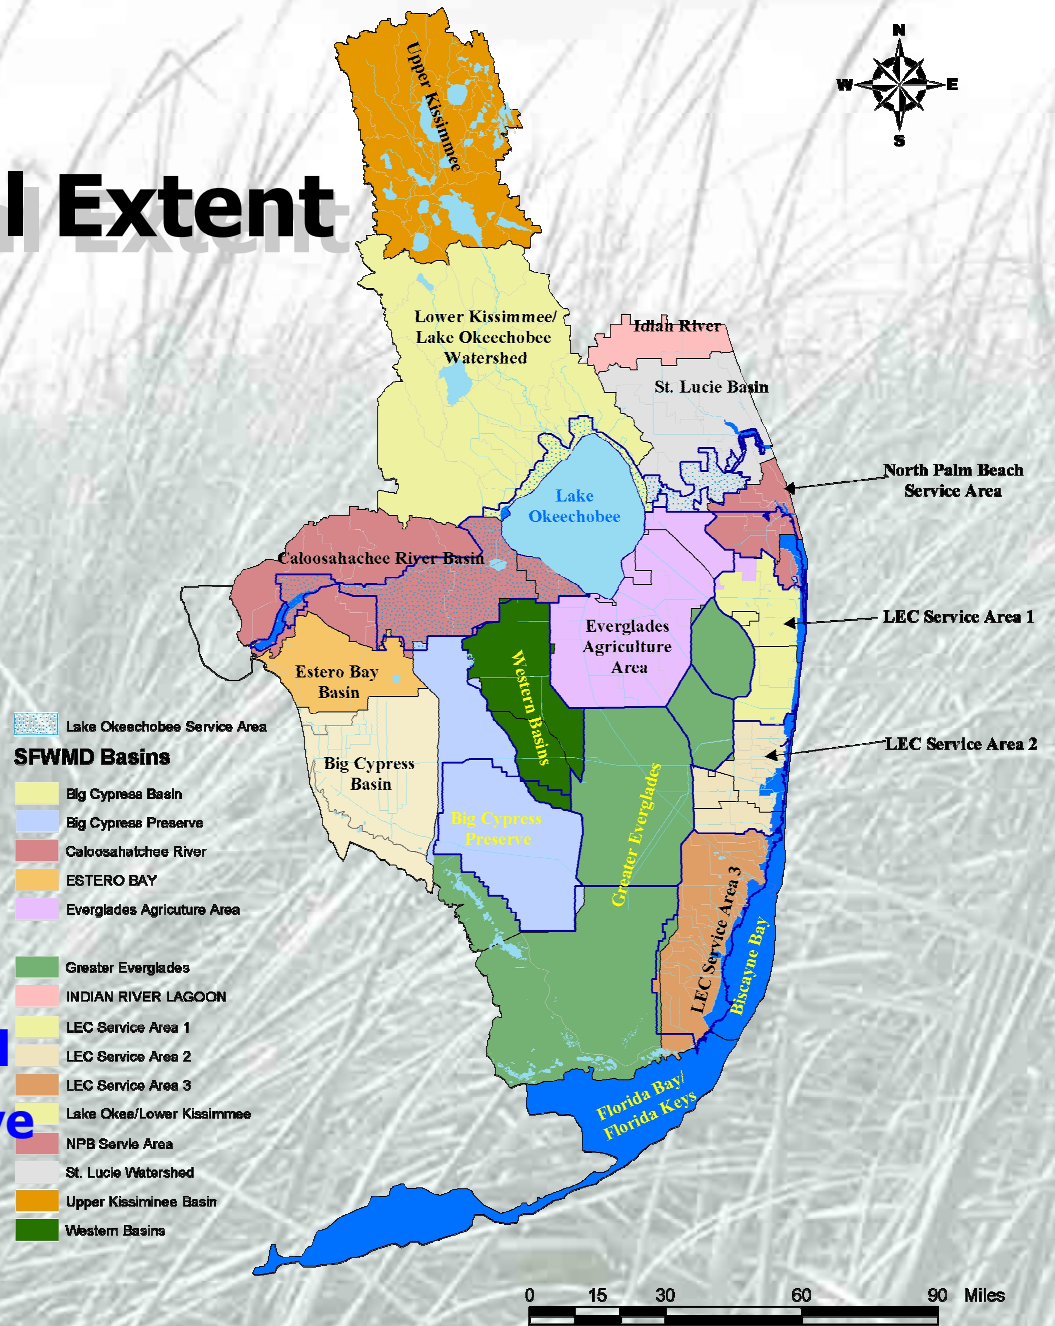 N
W E
S
Upper Kissimmee
l Extent
Lower Kissimmee/
Lake Okeechobee
Watershed
Idian River
St. Lucie Basin
North Palm Beach
Service Area
Lake
Okeechobee
Caloosahachee River Basin
LEC Service Area 1
Everglades
Agriculture
Area
Western Basins
Estero Bay
Basin
Lake Okeechobee Service Area
SFWMD Basins
LEC Service Area 2
Big Cypress
Basin
Big Cypress Basin
Big Cypress Preserve
Caloosahatchee River
ESTERO BAY
Everglades Agricuture Area
Greater Everglades
INDIAN RIVER LAGOON
LEC Service Area 1
LEC Service Area 2
LEC Service Area 3
Lake Okee/Lower Kissimmee
NPB Servie Area
St. Lucie Watershed
Upper Kissiminee Basin
Western Basins
l
ve
Big Cypress
Preserve
Greater Everglades
LEC Service Area 3
Biscayne Bay
Florida Bay/
Florida Keys
0 15 30 60 90 Miles